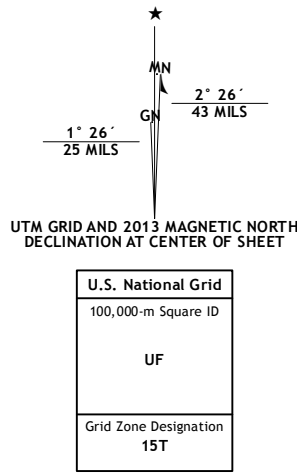 ★
MN
GN
2° 26´
43 MILS
1° 26´
25 MILS
UTM GRID AND 2013 MAGNETIC NORTH
DECLINATION AT CENTER OF SHEET
U.S. National Grid
100,000-m Square ID
UF
Grid Zone Designation
15T